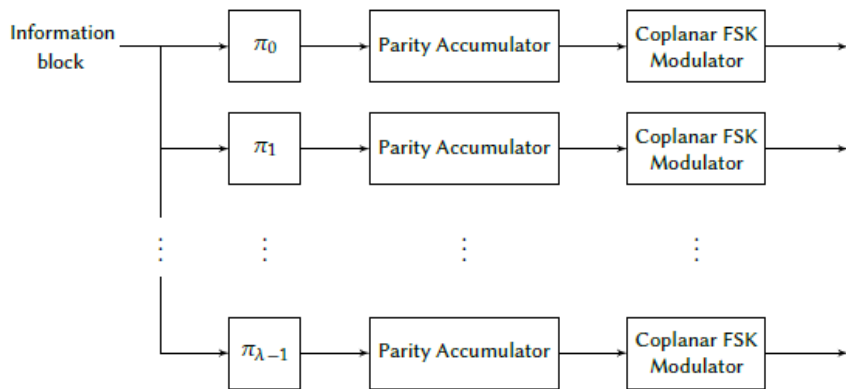 Information
block
π₀
Parity Accumulator
Coplanar FSK
Modulator
π₁
Parity Accumulator
Coplanar FSK
Modulator
⋮ ⋮ ⋮ ⋮
π_{λ−1}
Parity Accumulator
Coplanar FSK
Modulator